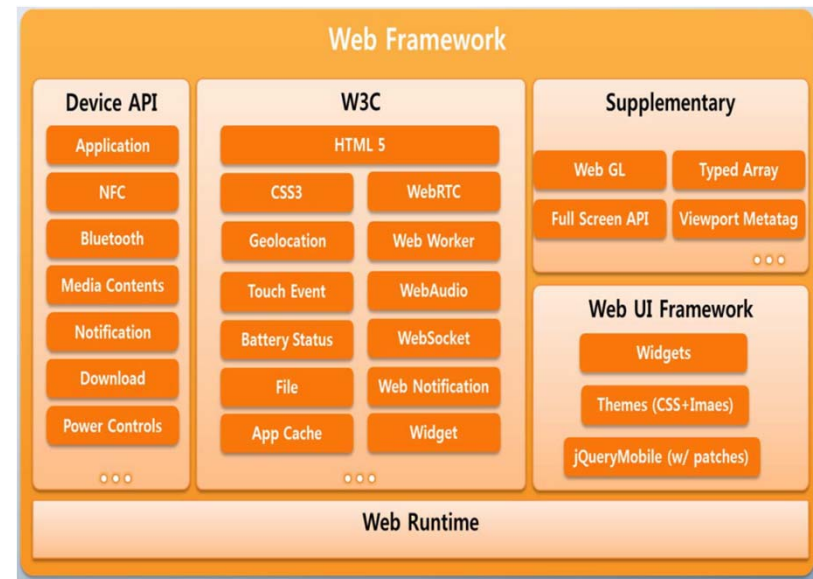 Web Framework
Device API
Application
NFC
Bluetooth
Media Contents
Notification
Download
Power Controls
W3C
HTML 5
CSS3
WebRTC
Geolocation
Web Worker
Touch Event
WebAudio
Battery Status
WebSocket
File
Web Notification
App Cache
Widget
Supplementary
Web GL
Typed Array
Full Screen API
Viewport Metatag
Web UI Framework
Widgets
Themes (CSS+Imaes)
jQueryMobile (w/ patches)
Web Runtime